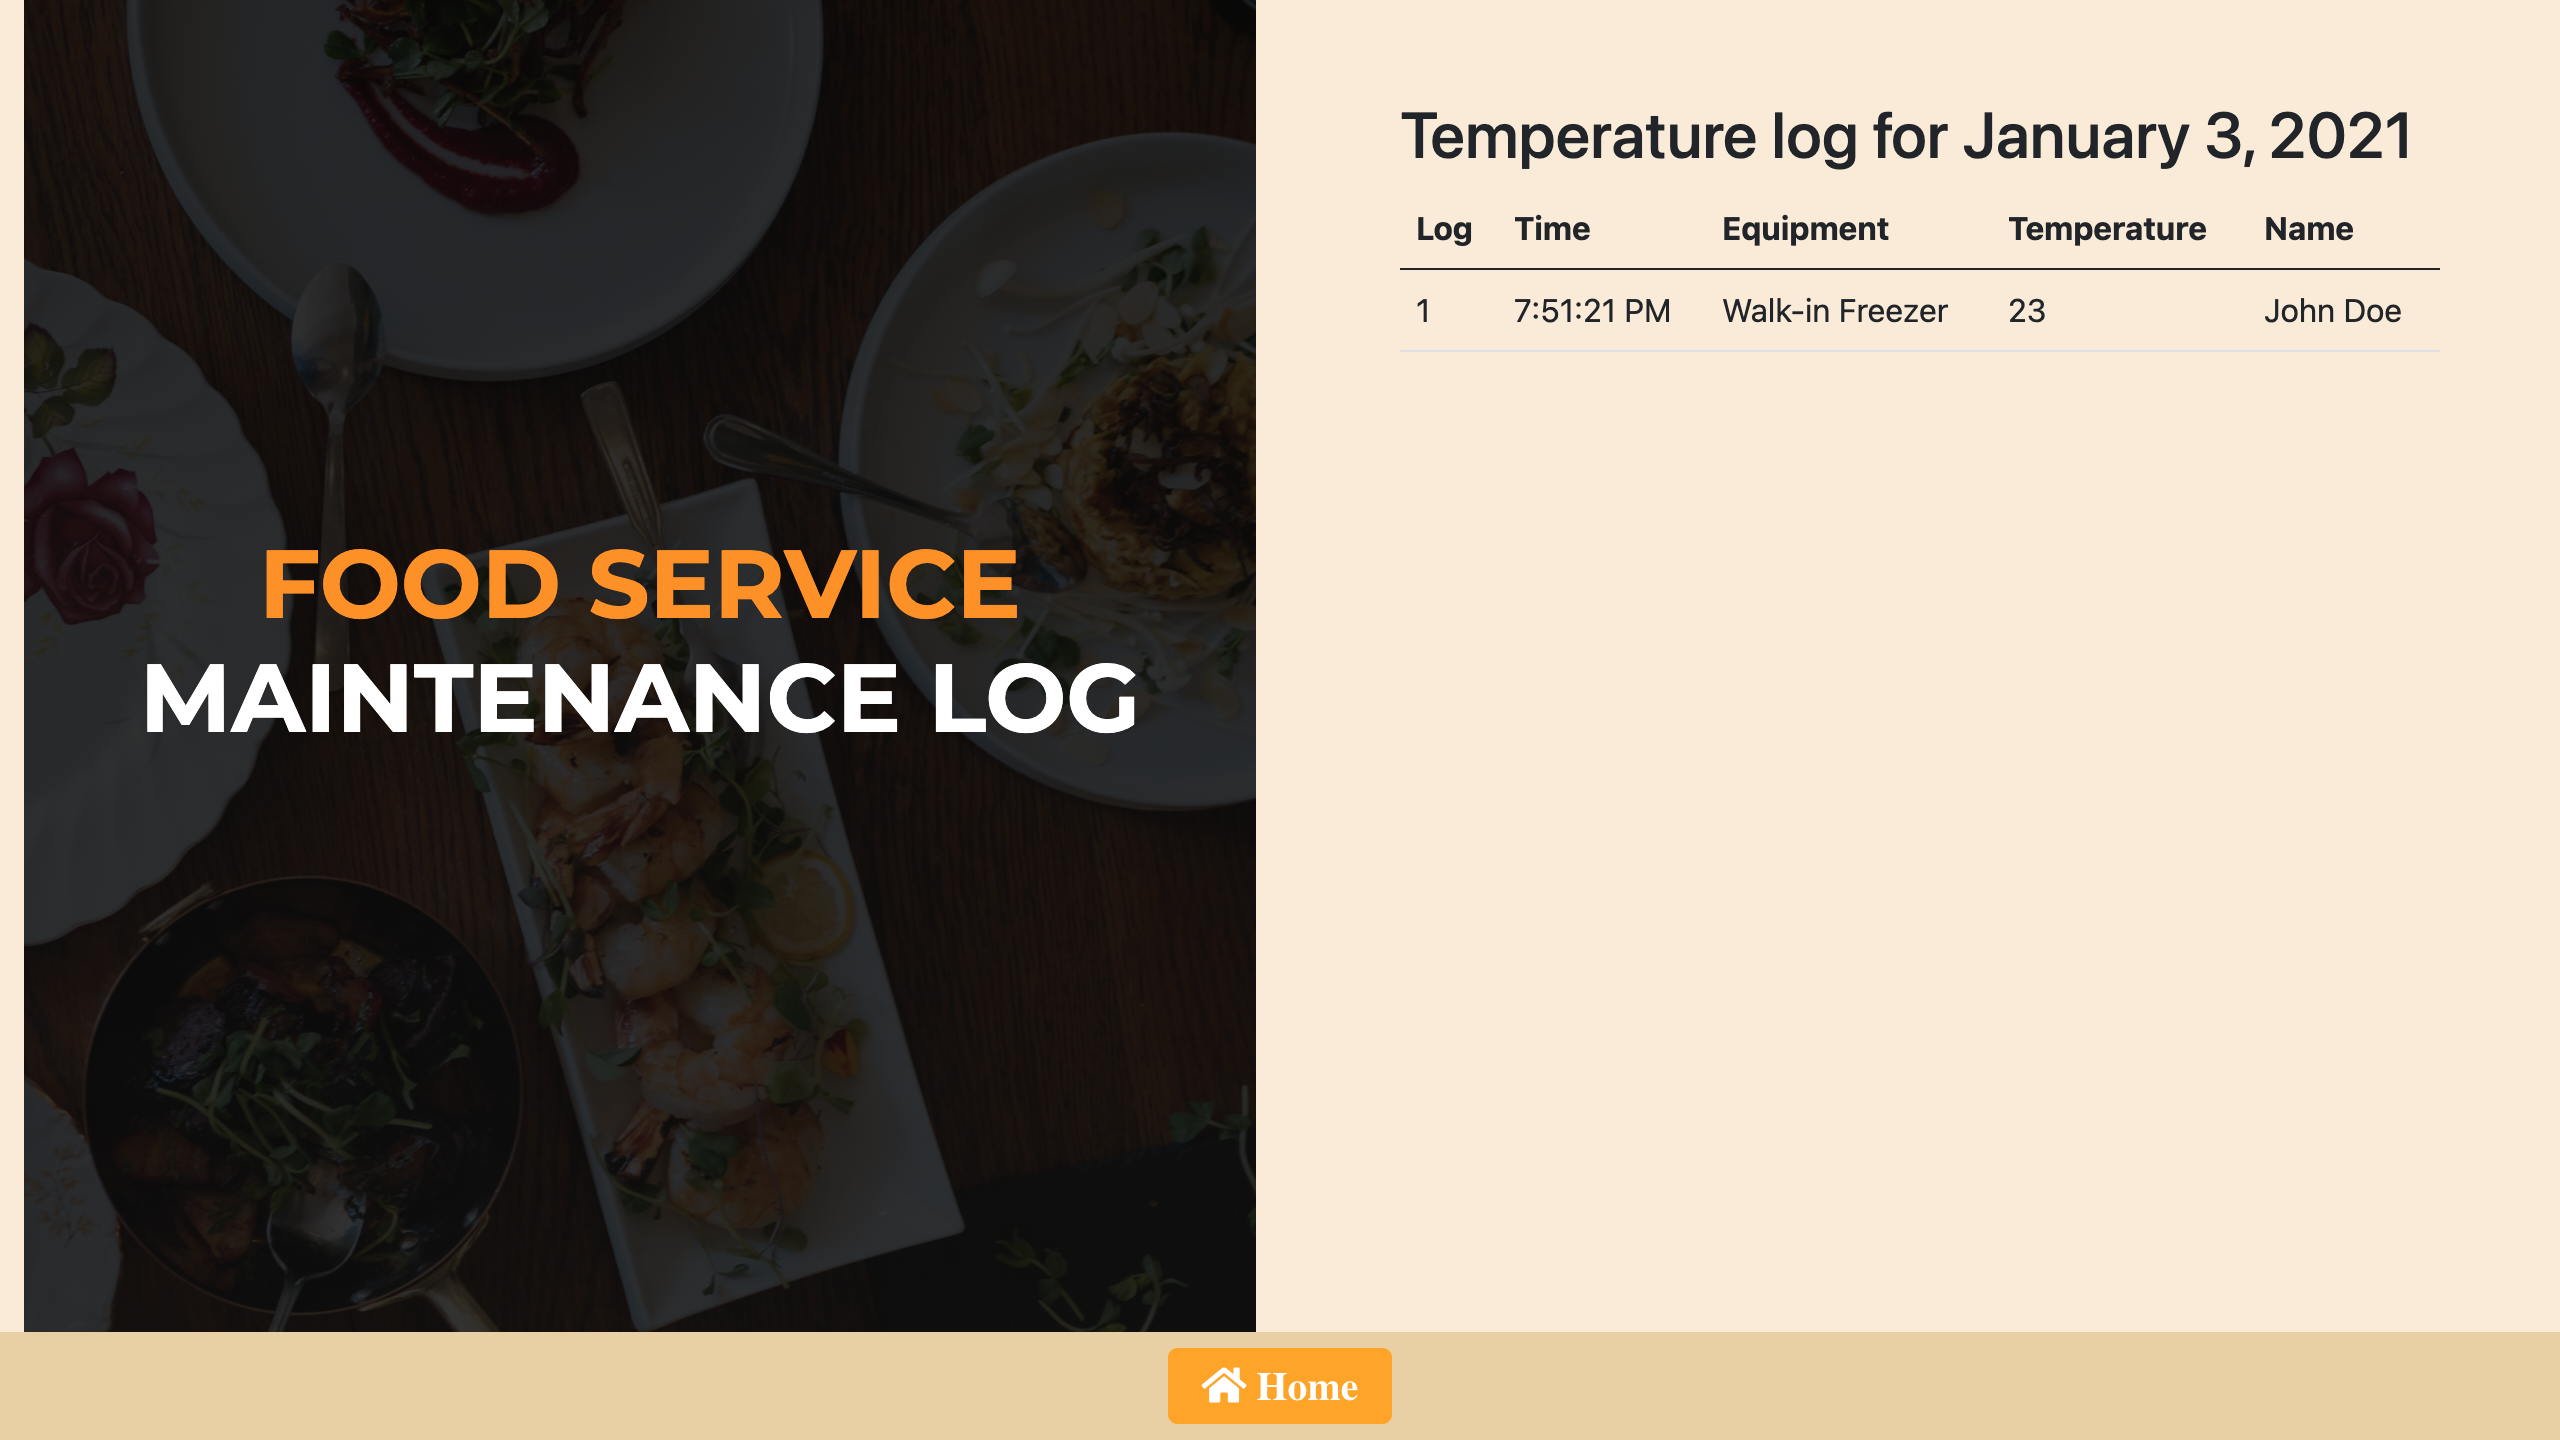 FOOD SERVICE
MAINTENANCE LOG
Temperature log for January 3, 2021
Log Time Equipment Temperature Name
1 7:51:21 PM Walk-in Freezer 23 John Doe
Home